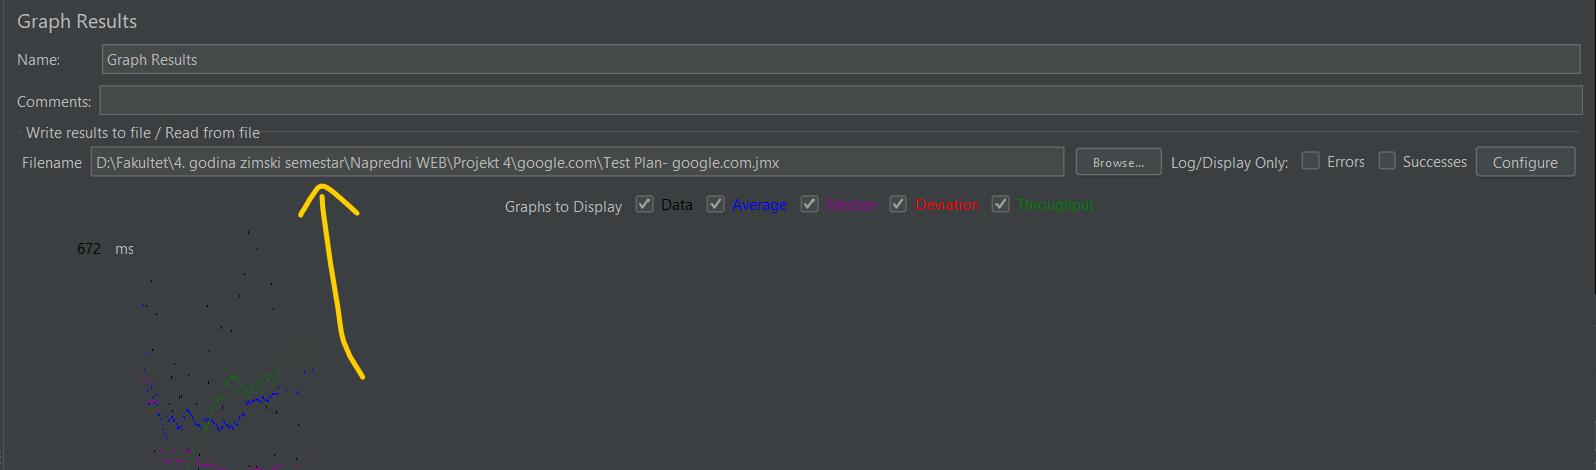 Graph Results
Name: Graph Results
Comments:
Write results to file / Read from file
Filename D:\Fakultet\4. godina zimski semestar\Napredni WEB\Projekt 4\google.com\Test Plan- google.com.jmx Browse... Log/Display Only: Errors Successes Configure
Graphs to Display Data Average Median Deviation Throughput
672 ms